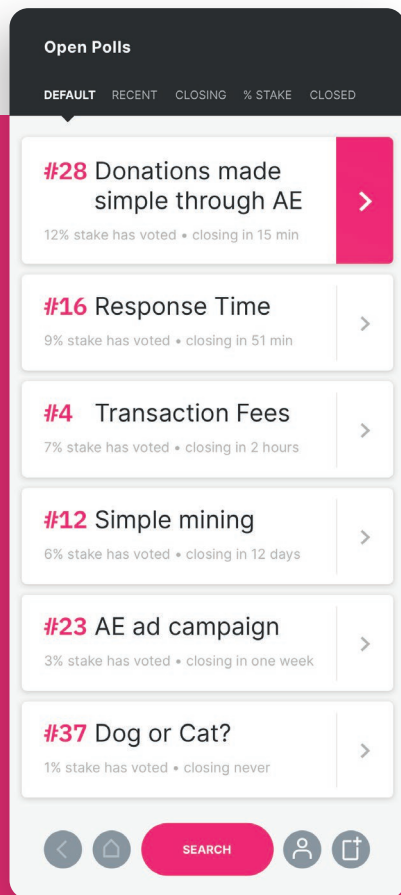 Open Polls
DEFAULT RECENT CLOSING % STAKE CLOSED
#28 Donations made
simple through AE
12% stake has voted • closing in 15 min
#16 Response Time
9% stake has voted • closing in 51 min
#4 Transaction Fees
7% stake has voted • closing in 2 hours
#12 Simple mining
6% stake has voted • closing in 12 days
#23 AE ad campaign
3% stake has voted • closing in one week
#37 Dog or Cat?
1% stake has voted • closing never
SEARCH